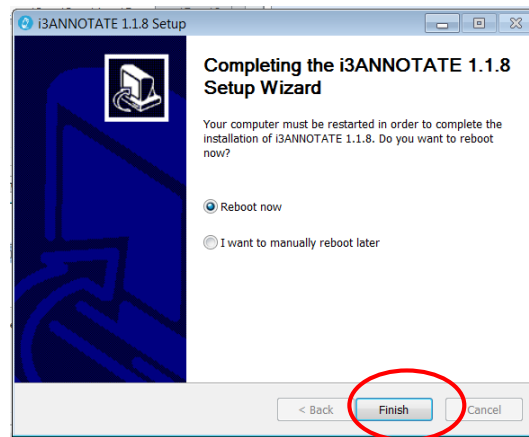 i3ANNOTATE 1.1.8 Setup
Completing the i3ANNOTATE 1.1.8
Setup Wizard
Your computer must be restarted in order to complete the
installation of i3ANNOTATE 1.1.8. Do you want to reboot
now?
Reboot now
I want to manually reboot later
< Back
Finish
Cancel